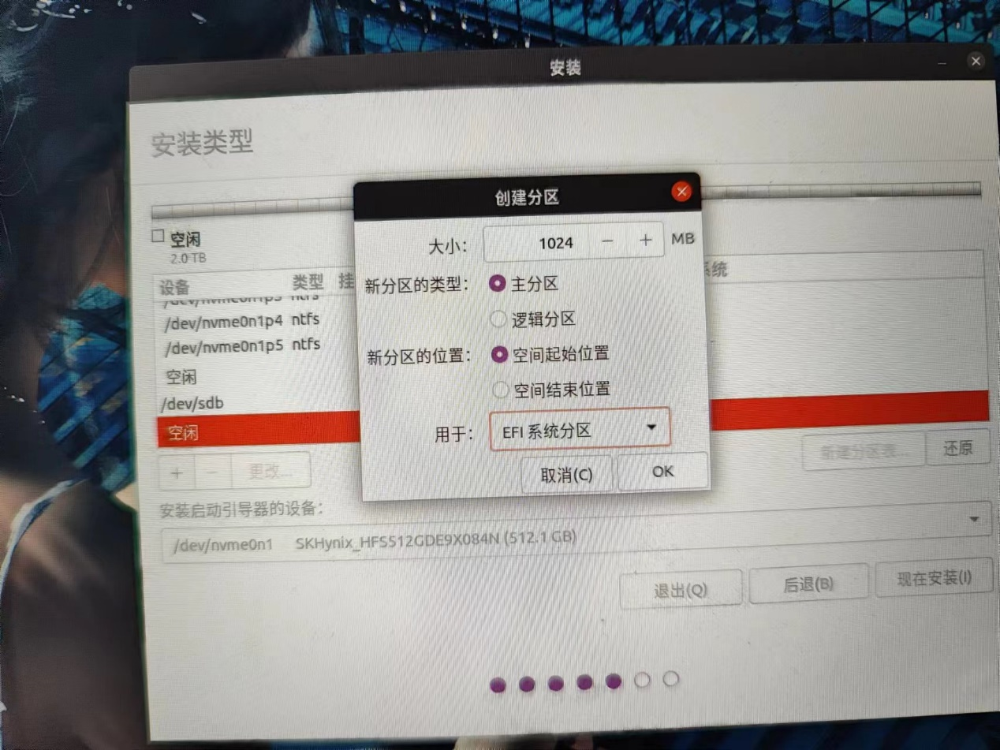 安装
安装类型
创建分区
大小： 1024 － ＋ MB
空闲
2.0 TB
设备 类型 挂 系统
新分区的类型： 主分区
逻辑分区
/dev/nvme0n1p3 ntfs
/dev/nvme0n1p4 ntfs
/dev/nvme0n1p5 ntfs
新分区的位置： 空间起始位置
空间结束位置
空闲
/dev/sdb
空闲
用于： EFI 系统分区
取消(C) OK
+ － 更改... 新建分区表... 还原
安装启动引导器的设备：
/dev/nvme0n1 SKHynix_HFS512GDE9X084N (512.1 GB)
退出(Q) 后退(B) 现在安装(I)